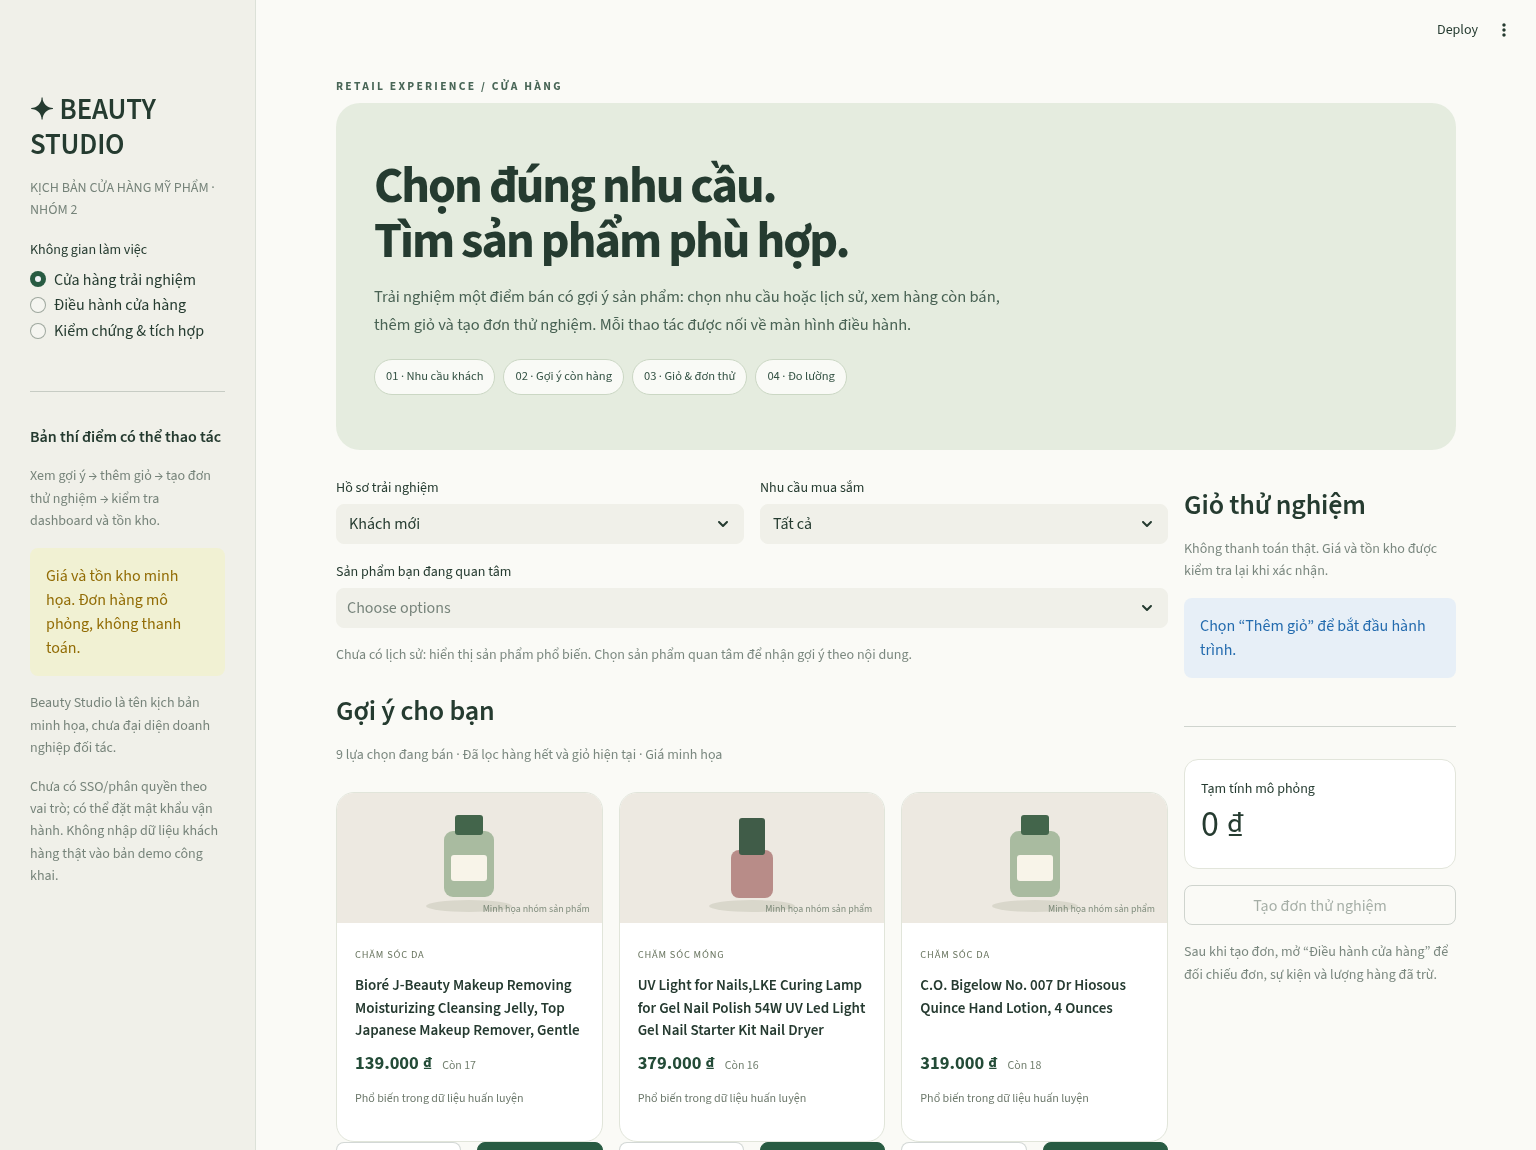 Deploy
✦ BEAUTY
STUDIO
KỊCH BẢN CỬA HÀNG MỸ PHẨM ·
NHÓM 2
Không gian làm việc
Cửa hàng trải nghiệm
Điều hành cửa hàng
Kiểm chứng & tích hợp
Bản thí điểm có thể thao tác
Xem gợi ý → thêm giỏ → tạo đơn
thử nghiệm → kiểm tra
dashboard và tồn kho.
Giá và tồn kho minh
họa. Đơn hàng mô
phỏng, không thanh
toán.
Beauty Studio là tên kịch bản
minh họa, chưa đại diện doanh
nghiệp đối tác.
Chưa có SSO/phân quyền theo
vai trò; có thể đặt mật khẩu vận
hành. Không nhập dữ liệu khách
hàng thật vào bản demo công
khai.
RETAIL EXPERIENCE / CỬA HÀNG
Chọn đúng nhu cầu.
Tìm sản phẩm phù hợp.
Trải nghiệm một điểm bán có gợi ý sản phẩm: chọn nhu cầu hoặc lịch sử, xem hàng còn bán,
thêm giỏ và tạo đơn thử nghiệm. Mỗi thao tác được nối về màn hình điều hành.
01 · Nhu cầu khách
02 · Gợi ý còn hàng
03 · Giỏ & đơn thử
04 · Đo lường
Hồ sơ trải nghiệm
Khách mới
Nhu cầu mua sắm
Tất cả
Sản phẩm bạn đang quan tâm
Choose options
Chưa có lịch sử: hiển thị sản phẩm phổ biến. Chọn sản phẩm quan tâm để nhận gợi ý theo nội dung.
Gợi ý cho bạn
9 lựa chọn đang bán · Đã lọc hàng hết và giỏ hiện tại · Giá minh họa
Minh họa nhóm sản phẩm
CHĂM SÓC DA
Bioré J-Beauty Makeup Removing
Moisturizing Cleansing Jelly, Top
Japanese Makeup Remover, Gentle
139.000 ₫ Còn 17
Phổ biến trong dữ liệu huấn luyện
Minh họa nhóm sản phẩm
CHĂM SÓC MÓNG
UV Light for Nails,LKE Curing Lamp
for Gel Nail Polish 54W UV Led Light
Gel Nail Starter Kit Nail Dryer
379.000 ₫ Còn 16
Phổ biến trong dữ liệu huấn luyện
Minh họa nhóm sản phẩm
CHĂM SÓC DA
C.O. Bigelow No. 007 Dr Hiosous
Quince Hand Lotion, 4 Ounces
319.000 ₫ Còn 18
Phổ biến trong dữ liệu huấn luyện
Giỏ thử nghiệm
Không thanh toán thật. Giá và tồn kho được
kiểm tra lại khi xác nhận.
Chọn “Thêm giỏ” để bắt đầu hành
trình.
Tạm tính mô phỏng
0 ₫
Tạo đơn thử nghiệm
Sau khi tạo đơn, mở “Điều hành cửa hàng” để
đối chiếu đơn, sự kiện và lượng hàng đã trừ.